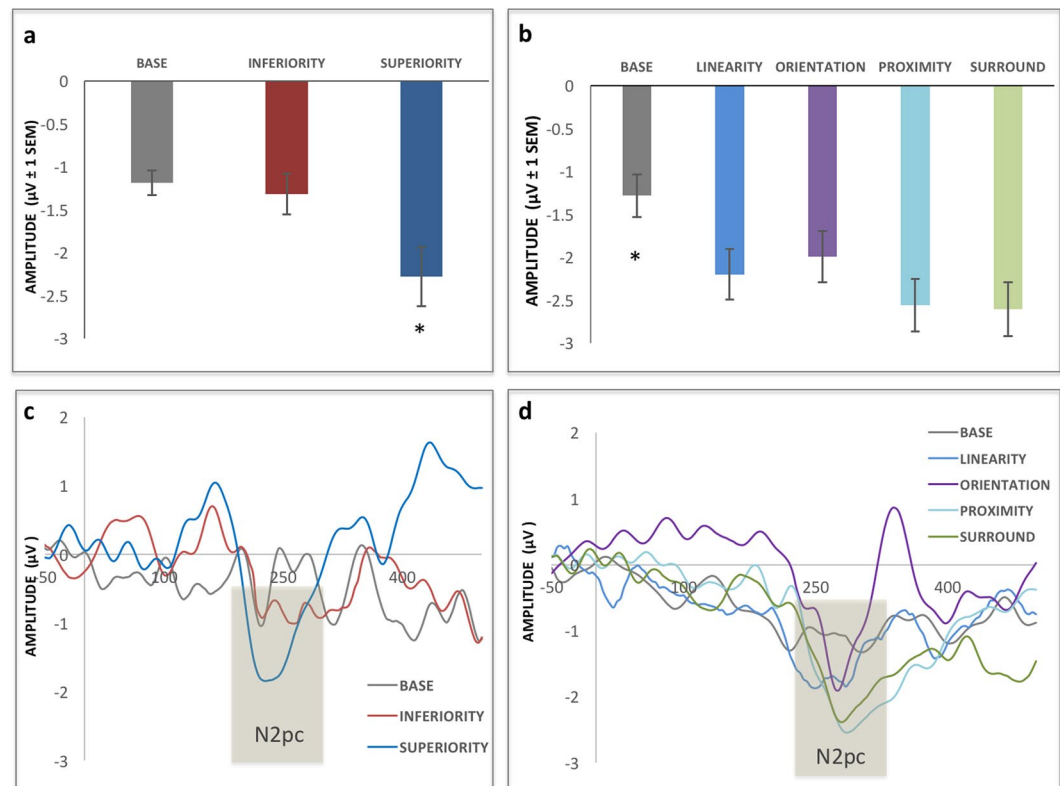 a
BASE INFERIORITY SUPERIORITY
0
-0.5
-1
-1.5
-2
-2.5
-3
AMPLITUDE (µV ± 1 SEM)
*
b
BASE LINEARITY ORIENTATION PROXIMITY SURROUND
0
-0.5
-1
-1.5
-2
-2.5
-3
AMPLITUDE (µV ± 1 SEM)
*
c
2
1
0
-1
-2
-3
-50 100 250 400
AMPLITUDE (µV )
N2pc
BASE
INFERIORITY
SUPERIORITY
d
2
1
0
-1
-2
-3
-50 100 250 400
AMPLITUDE (µV )
N2pc
BASE
LINEARITY
ORIENTATION
PROXIMITY
SURROUND